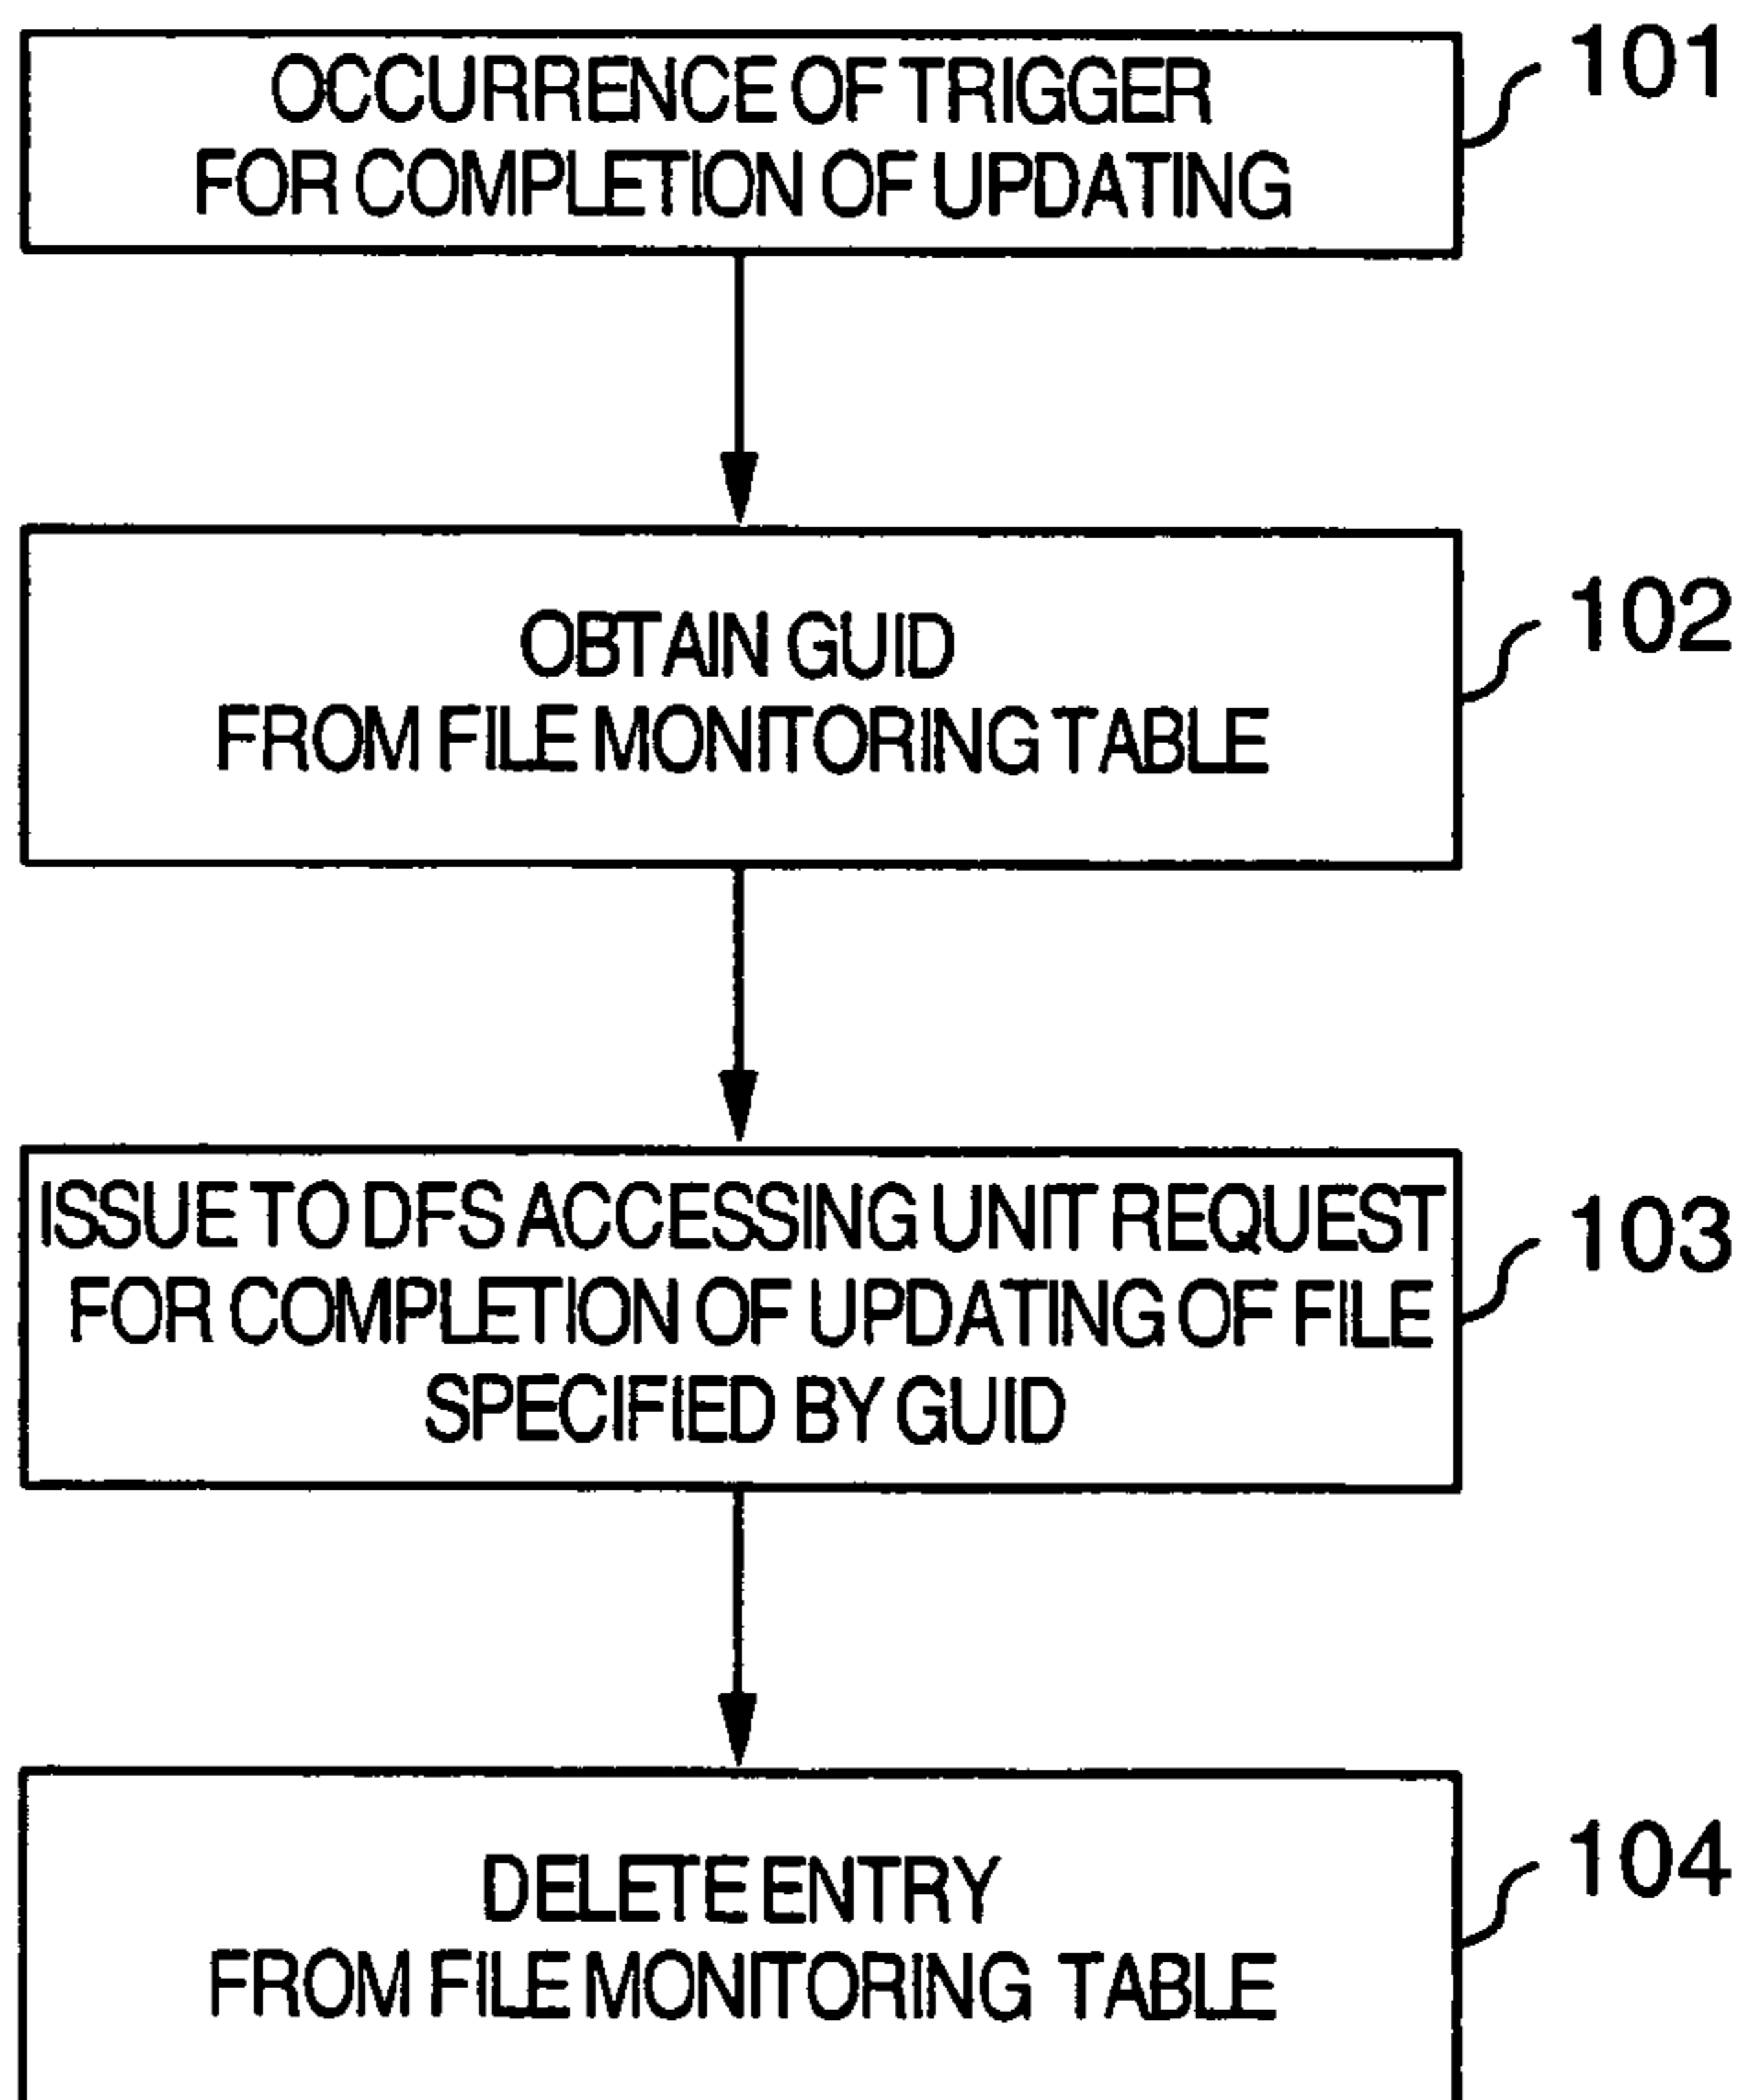 OCCURRENCE OF TRIGGER
FOR COMPLETION OF UPDATING
101
OBTAIN GUID
FROM FILE MONITORING TABLE
102
ISSUE TO DFS ACCESSING UNIT REQUEST
FOR COMPLETION OF UPDATING OF FILE
SPECIFIED BY GUID
103
DELETE ENTRY
FROM FILE MONITORING TABLE
104